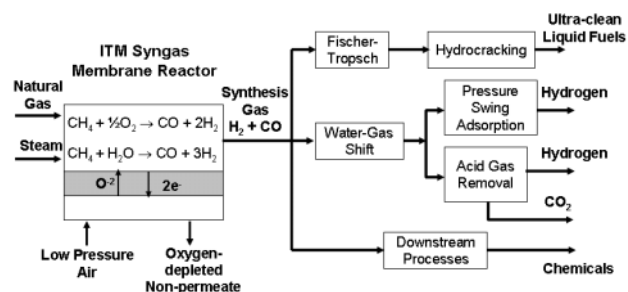 ITM Syngas
Membrane Reactor
Natural
Gas
Steam
CH₄ + ½O₂ → CO + 2H₂
CH₄ + H₂O → CO + 3H₂
O⁻²
2e⁻
Low Pressure
Air
Oxygen-
depleted
Non-permeate
Synthesis
Gas
H₂ + CO
Fischer-
Tropsch
Hydrocracking
Ultra-clean
Liquid Fuels
Water-Gas
Shift
Pressure
Swing
Adsorption
Hydrogen
Acid Gas
Removal
Hydrogen
CO₂
Downstream
Processes
Chemicals